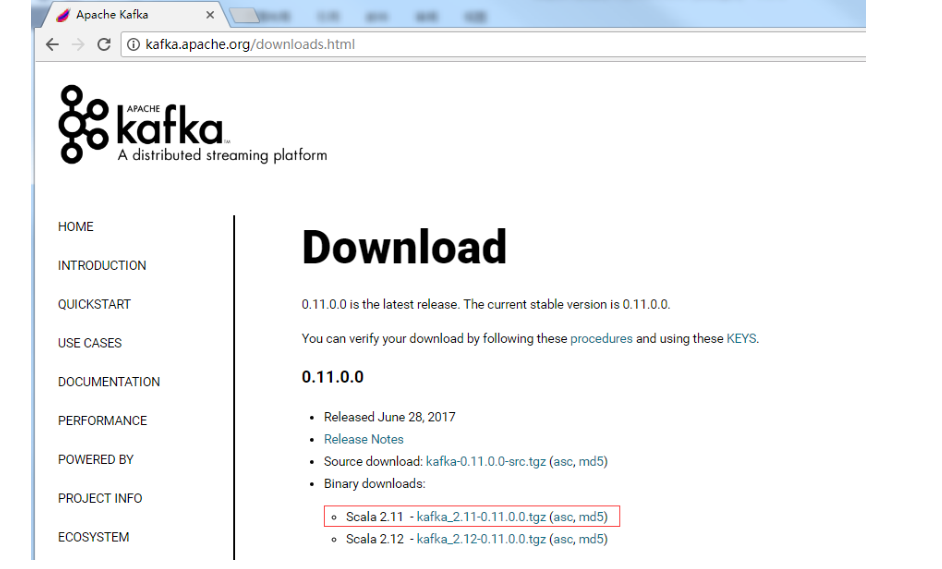 Apache Kafka
kafka.apache.org/downloads.html
APACHE
kafka
TM
A distributed streaming platform
HOME
INTRODUCTION
QUICKSTART
USE CASES
DOCUMENTATION
PERFORMANCE
POWERED BY
PROJECT INFO
ECOSYSTEM
Download
0.11.0.0 is the latest release. The current stable version is 0.11.0.0.
You can verify your download by following these procedures and using these KEYS.
0.11.0.0
Released June 28, 2017
Release Notes
Source download: kafka-0.11.0.0-src.tgz (asc, md5)
Binary downloads:
Scala 2.11 - kafka_2.11-0.11.0.0.tgz (asc, md5)
Scala 2.12 - kafka_2.12-0.11.0.0.tgz (asc, md5)